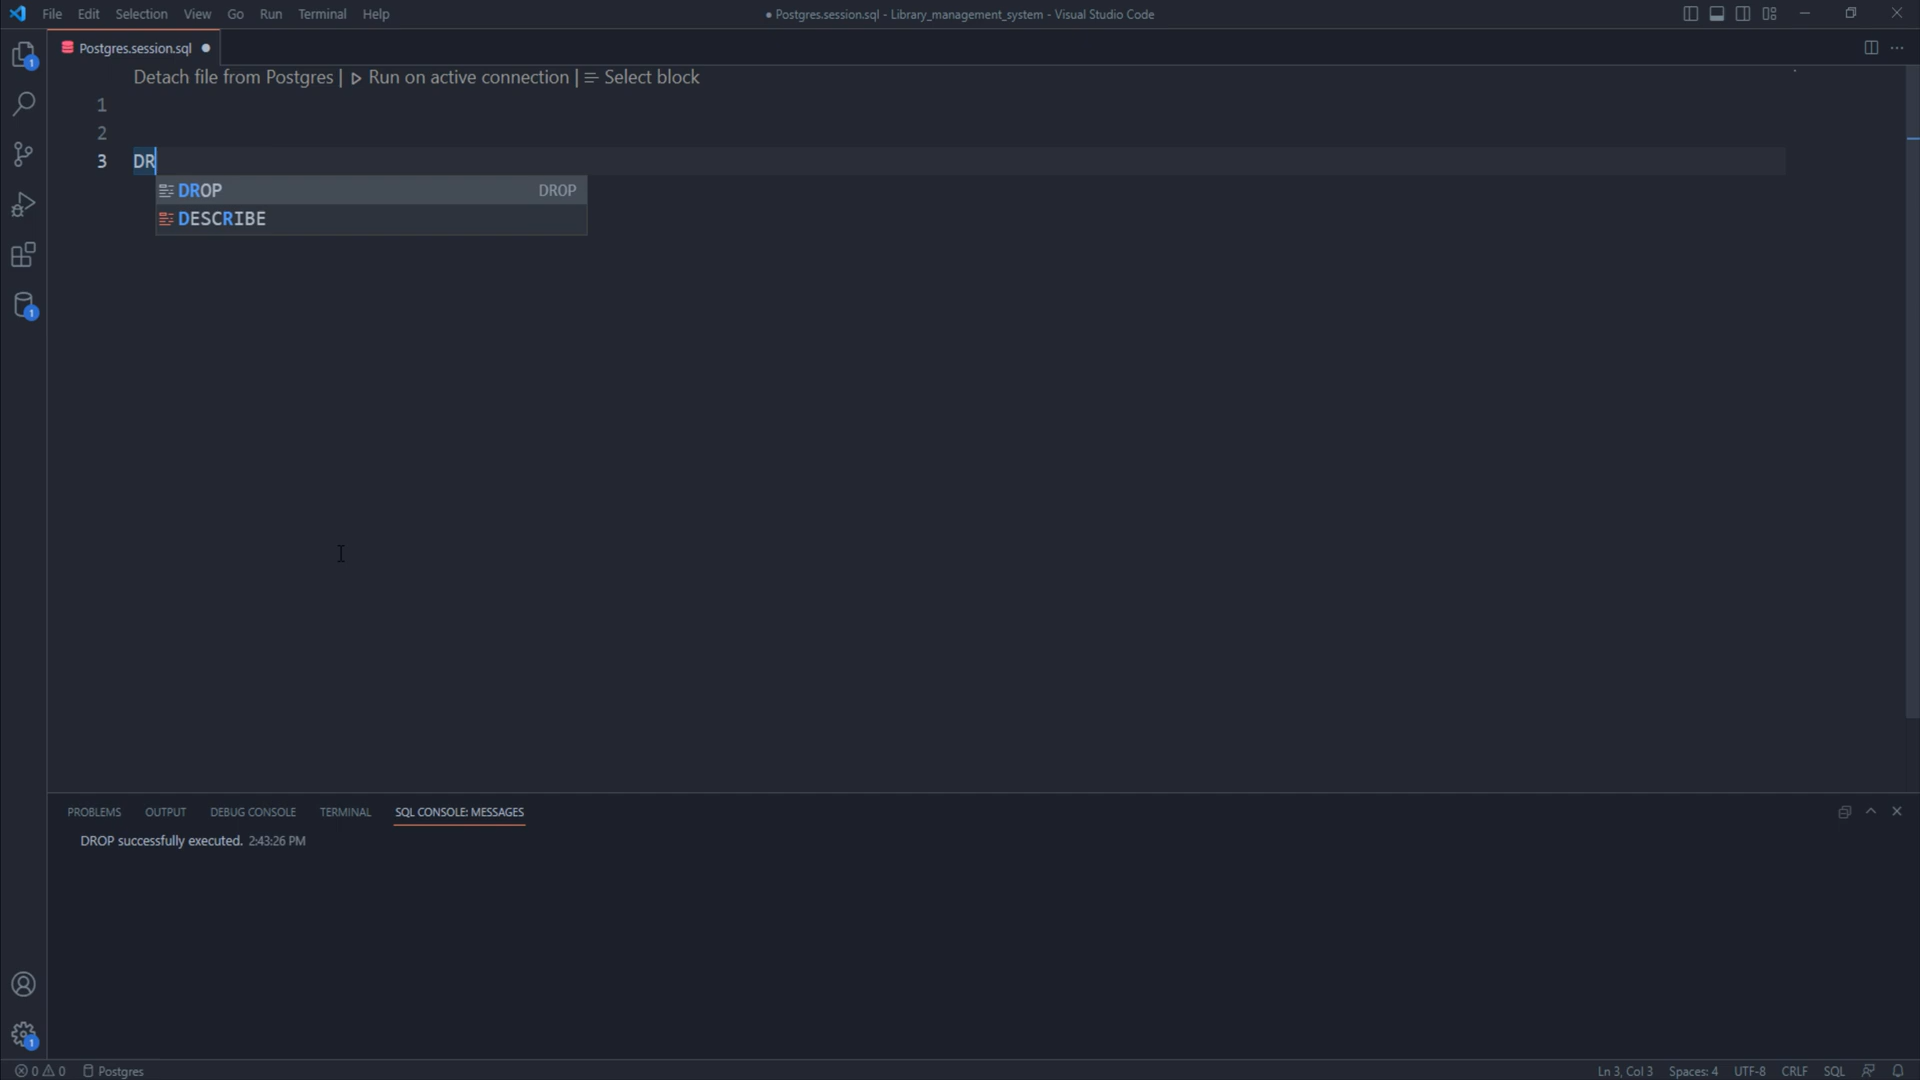 File Edit Selection View Go Run Terminal Help
● Postgres.session.sql - Library_management_system - Visual Studio Code
Postgres.session.sql ●
Detach file from Postgres | Run on active connection | Select block
1
2
3 DR
DROP DROP
DESCRIBE
1
1
PROBLEMS OUTPUT DEBUG CONSOLE TERMINAL SQL CONSOLE: MESSAGES
DROP successfully executed. 2:43:26 PM
1
0 0 Postgres Ln 3, Col 3 Spaces: 4 UTF-8 CRLF SQL